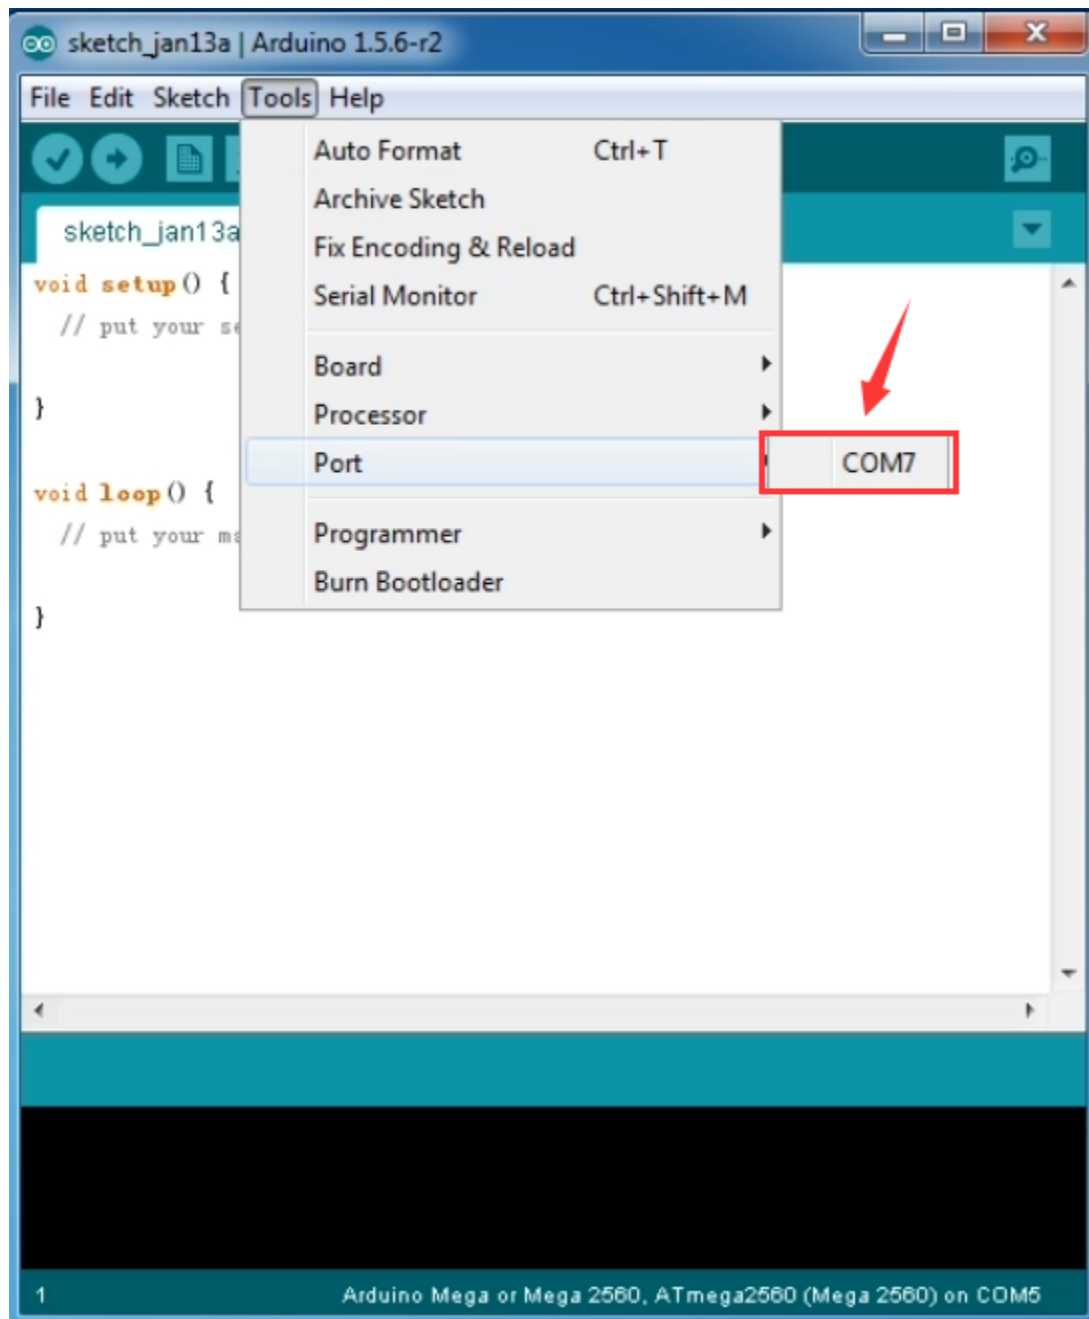 sketch_jan13a | Arduino 1.5.6-r2
File Edit Sketch Tools Help
Auto Format Ctrl+T
Archive Sketch
sketch_jan13a
Fix Encoding & Reload
void setup() {
Serial Monitor Ctrl+Shift+M
// put your se
Board
}
Processor
Port COM7
void loop() {
// put your
Programmer
Burn Bootloader
}
1 Arduino Mega or Mega 2560, ATmega2560 (Mega 2560) on COM5